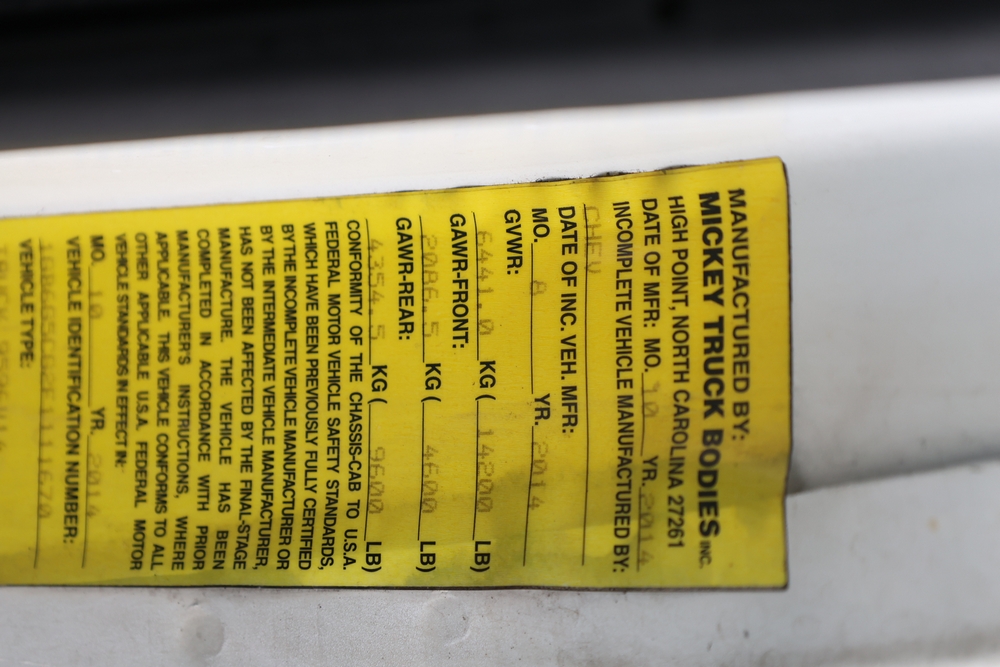 MANUFACTURED BY:
MICKEY TRUCK BODIES INC.
HIGH POINT, NORTH CAROLINA 27261
DATE OF MFR: MO. 10 YR. 2014
INCOMPLETE VEHICLE MANUFACTURED BY:
CHEV
DATE OF INC. VEH. MFR:
MO. 8 YR. 2014
GVWR:
6441.0 KG ( 14200 LB)
GAWR-FRONT:
2086.5 KG ( 4600 LB)
GAWR-REAR:
4354.5 KG ( 9600 LB)
CONFORMITY OF THE CHASSIS-CAB TO U.S.A.
FEDERAL MOTOR VEHICLE SAFETY STANDARDS,
WHICH HAVE BEEN PREVIOUSLY FULLY CERTIFIED
BY THE INCOMPLETE VEHICLE MANUFACTURER OR
BY THE INTERMEDIATE VEHICLE MANUFACTURER,
HAS NOT BEEN AFFECTED BY THE FINAL-STAGE
MANUFACTURE. THE VEHICLE HAS BEEN
COMPLETED IN ACCORDANCE WITH PRIOR
MANUFACTURER'S INSTRUCTIONS, WHERE
APPLICABLE. THIS VEHICLE CONFORMS TO ALL
OTHER APPLICABLE U.S.A. FEDERAL MOTOR
VEHICLE STANDARDS IN EFFECT IN:
MO. 10 YR. 2014
VEHICLE IDENTIFICATION NUMBER:
VEHICLE TYPE: